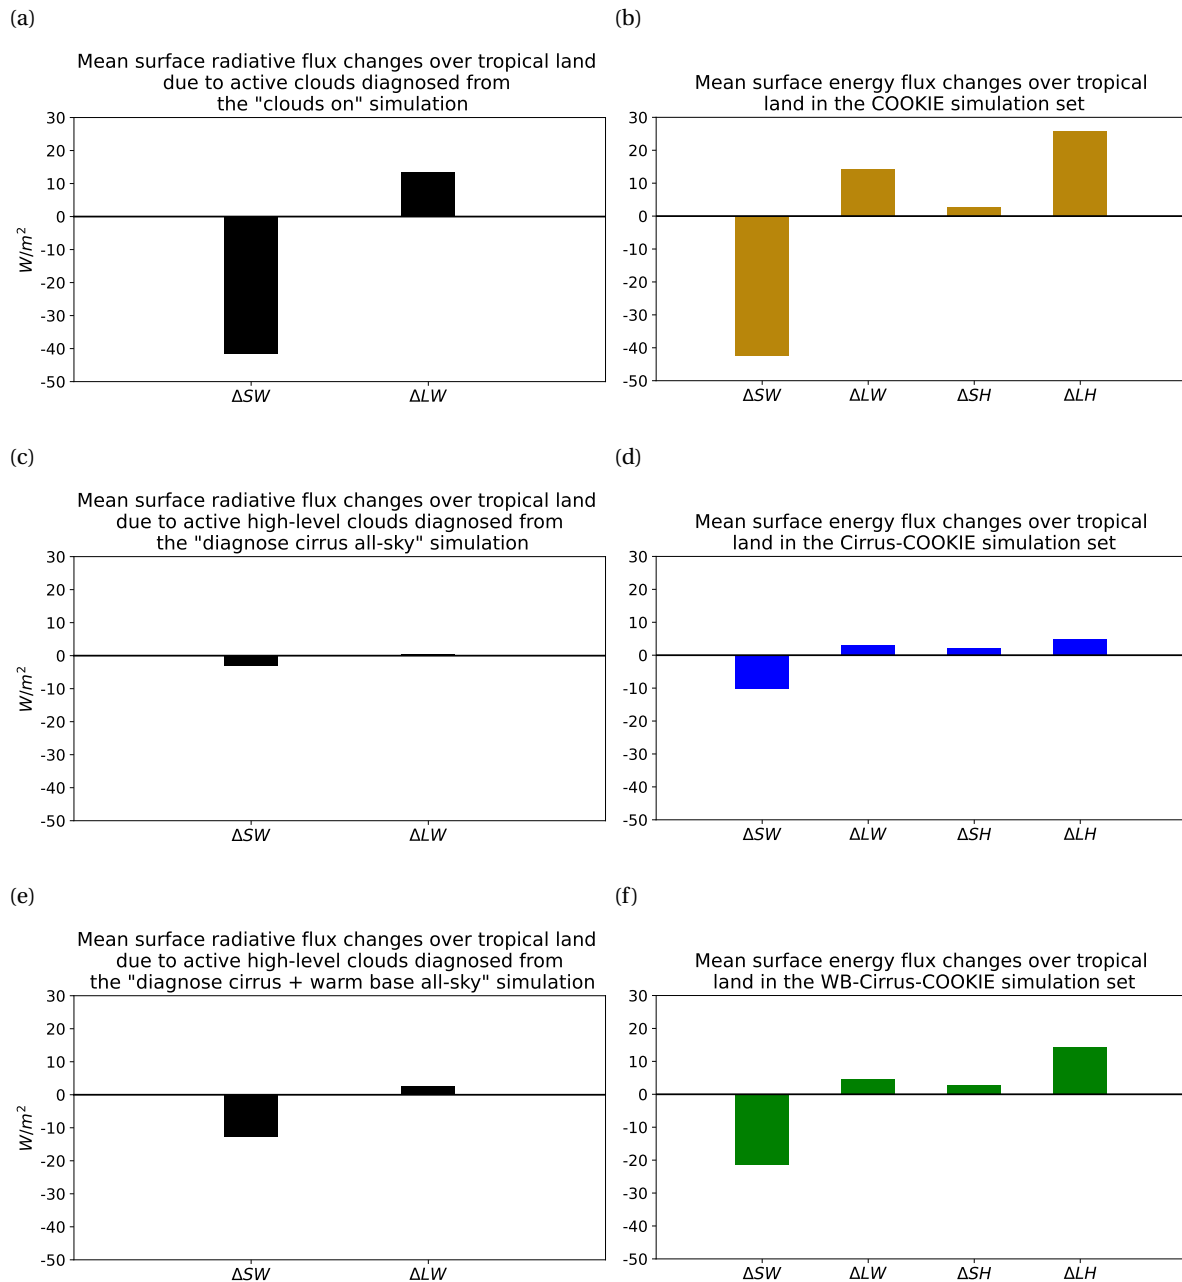 (a)
Mean surface radiative flux changes over tropical land
due to active clouds diagnosed from
the "clouds on" simulation
30
20
10
0
-10
-20
-30
-40
-50
W/m²
ΔSW
ΔLW
(b)
Mean surface energy flux changes over tropical
land in the COOKIE simulation set
30
20
10
0
-10
-20
-30
-40
-50
ΔSW
ΔLW
ΔSH
ΔLH
(c)
Mean surface radiative flux changes over tropical land
due to active high-level clouds diagnosed from
the "diagnose cirrus all-sky" simulation
30
20
10
0
-10
-20
-30
-40
-50
W/m²
ΔSW
ΔLW
(d)
Mean surface energy flux changes over tropical
land in the Cirrus-COOKIE simulation set
30
20
10
0
-10
-20
-30
-40
-50
ΔSW
ΔLW
ΔSH
ΔLH
(e)
Mean surface radiative flux changes over tropical land
due to active high-level clouds diagnosed from
the "diagnose cirrus + warm base all-sky" simulation
30
20
10
0
-10
-20
-30
-40
-50
W/m²
ΔSW
ΔLW
(f)
Mean surface energy flux changes over tropical
land in the WB-Cirrus-COOKIE simulation set
30
20
10
0
-10
-20
-30
-40
-50
ΔSW
ΔLW
ΔSH
ΔLH